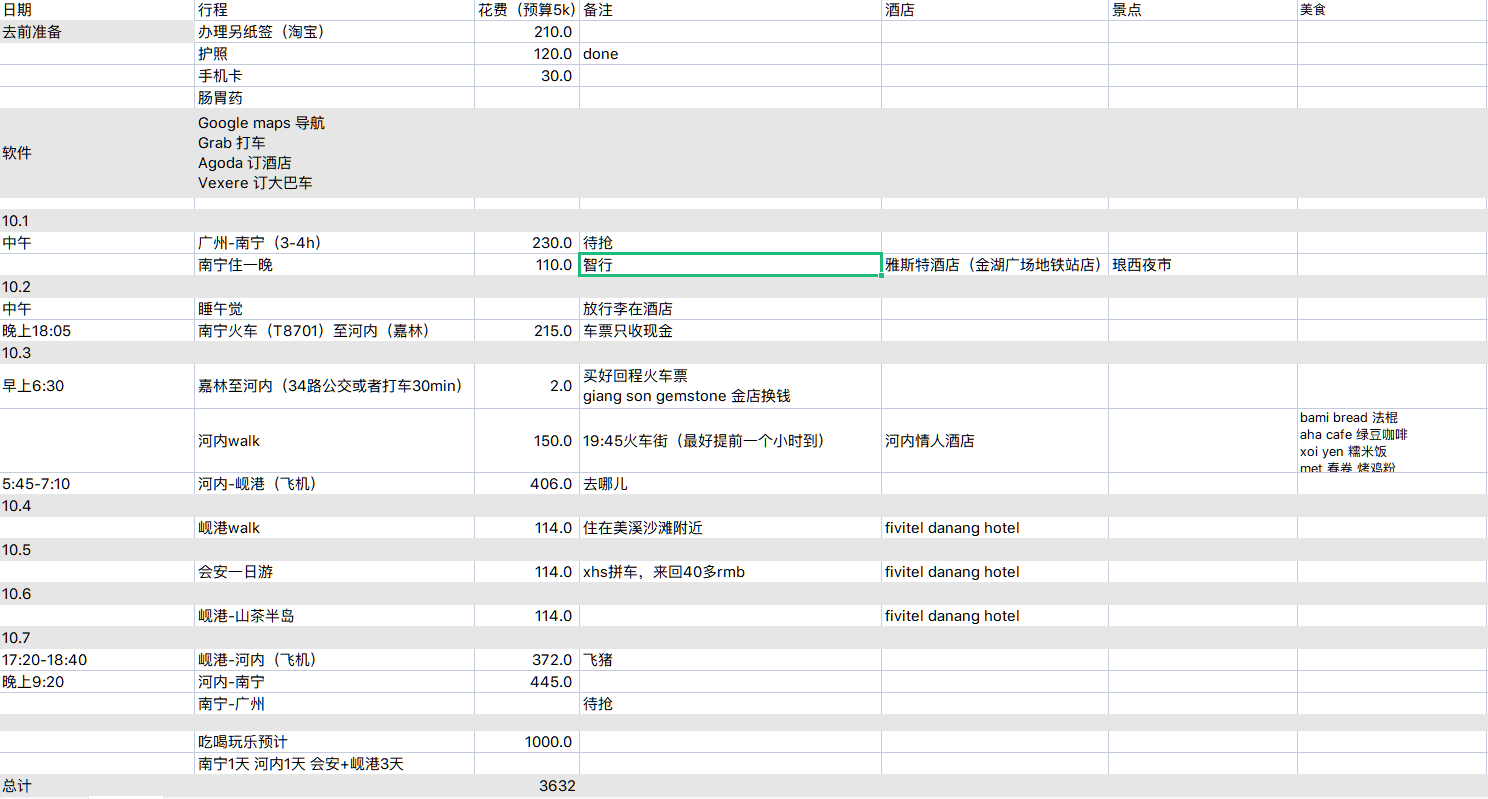 日期 行程 花费（预算5k） 备注 酒店 景点 美食
去前准备 办理另纸签（淘宝） 210.0
护照 120.0 done
手机卡 30.0
肠胃药
软件
Google maps 导航
Grab 打车
Agoda 订酒店
Vexere 订大巴车
10.1
中午 广州-南宁（3-4h） 230.0 待抢
南宁住一晚 110.0 智行 雅斯特酒店（金湖广场地铁站店） 琅西夜市
10.2
中午 睡午觉 放行李在酒店
晚上18:05 南宁火车（T8701）至河内（嘉林） 215.0 车票只收现金
10.3
早上6:30 嘉林至河内（34路公交或者打车30min） 2.0 买好回程火车票
giang son gemstone 金店换钱
河内walk 150.0 19:45火车街（最好提前一个小时到） 河内情人酒店
bami bread 法棍
aha cafe 绿豆咖啡
xoi yen 糯米饭
met 春卷 烤鸡粉
5:45-7:10 河内-岘港（飞机） 406.0 去哪儿
10.4
岘港walk 114.0 住在美溪沙滩附近 fivitel danang hotel
10.5
会安一日游 114.0 xhs拼车，来回40多rmb fivitel danang hotel
10.6
岘港-山茶半岛 114.0 fivitel danang hotel
10.7
17:20-18:40 岘港-河内（飞机） 372.0 飞猪
晚上9:20 河内-南宁 445.0
南宁-广州 待抢
吃喝玩乐预计 1000.0
南宁1天 河内1天 会安+岘港3天
总计 3632